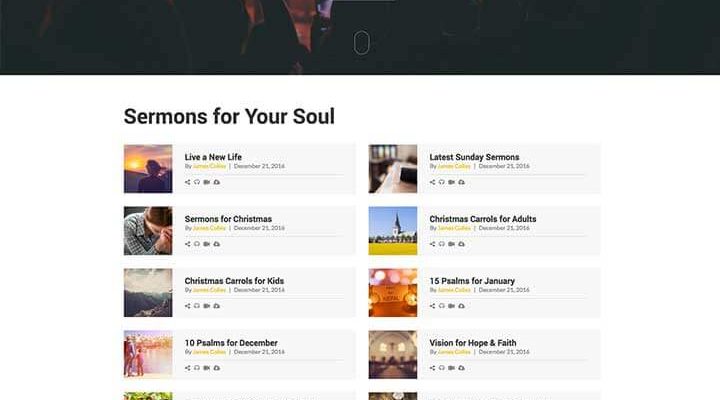 Sermons for Your Soul
Live a New Life
By James Colles | December 21, 2016
Latest Sunday Sermons
By James Colles | December 21, 2016
Sermons for Christmas
By James Colles | December 21, 2016
Christmas Carrols for Adults
By James Colles | December 21, 2016
Christmas Carrols for Kids
By James Colles | December 21, 2016
15 Psalms for January
By James Colles | December 21, 2016
10 Psalms for December
By James Colles | December 21, 2016
Vision for Hope & Faith
By James Colles | December 21, 2016